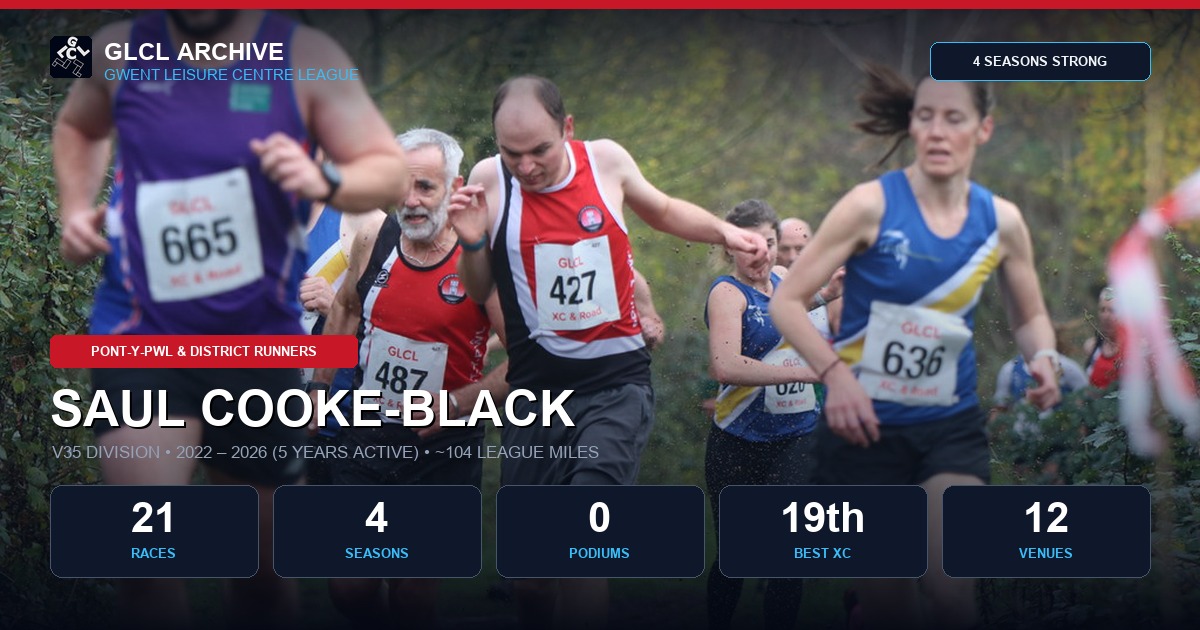 GLCL ARCHIVE
GWENT LEISURE CENTRE LEAGUE
4 SEASONS STRONG
GLCL
665
XC & Road
GLCL
427
XC & Road
GLCL
487
GLCL
636
XC & Road
PONT-Y-PWL & DISTRICT RUNNERS
SAUL COOKE-BLACK
V35 DIVISION • 2022 – 2026 (5 YEARS ACTIVE) • ~104 LEAGUE MILES
21
RACES
4
SEASONS
0
PODIUMS
19th
BEST XC
12
VENUES